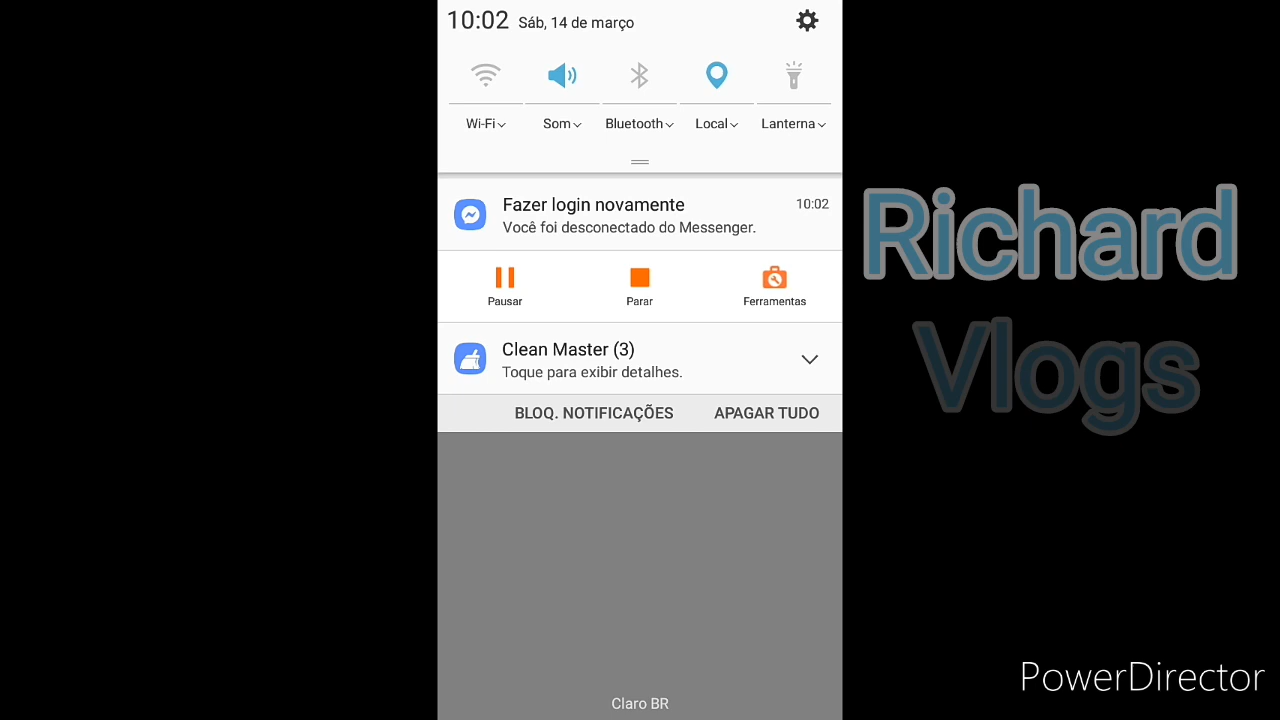 10:02 Sáb, 14 de março
Wi-Fi Som Bluetooth Local Lanterna
Fazer login novamente 10:02
Você foi desconectado do Messenger.
Pausar Parar Ferramentas
Clean Master (3)
Toque para exibir detalhes.
BLOQ. NOTIFICAÇÕES APAGAR TUDO
Claro BR
Richard
Vlogs
PowerDirector